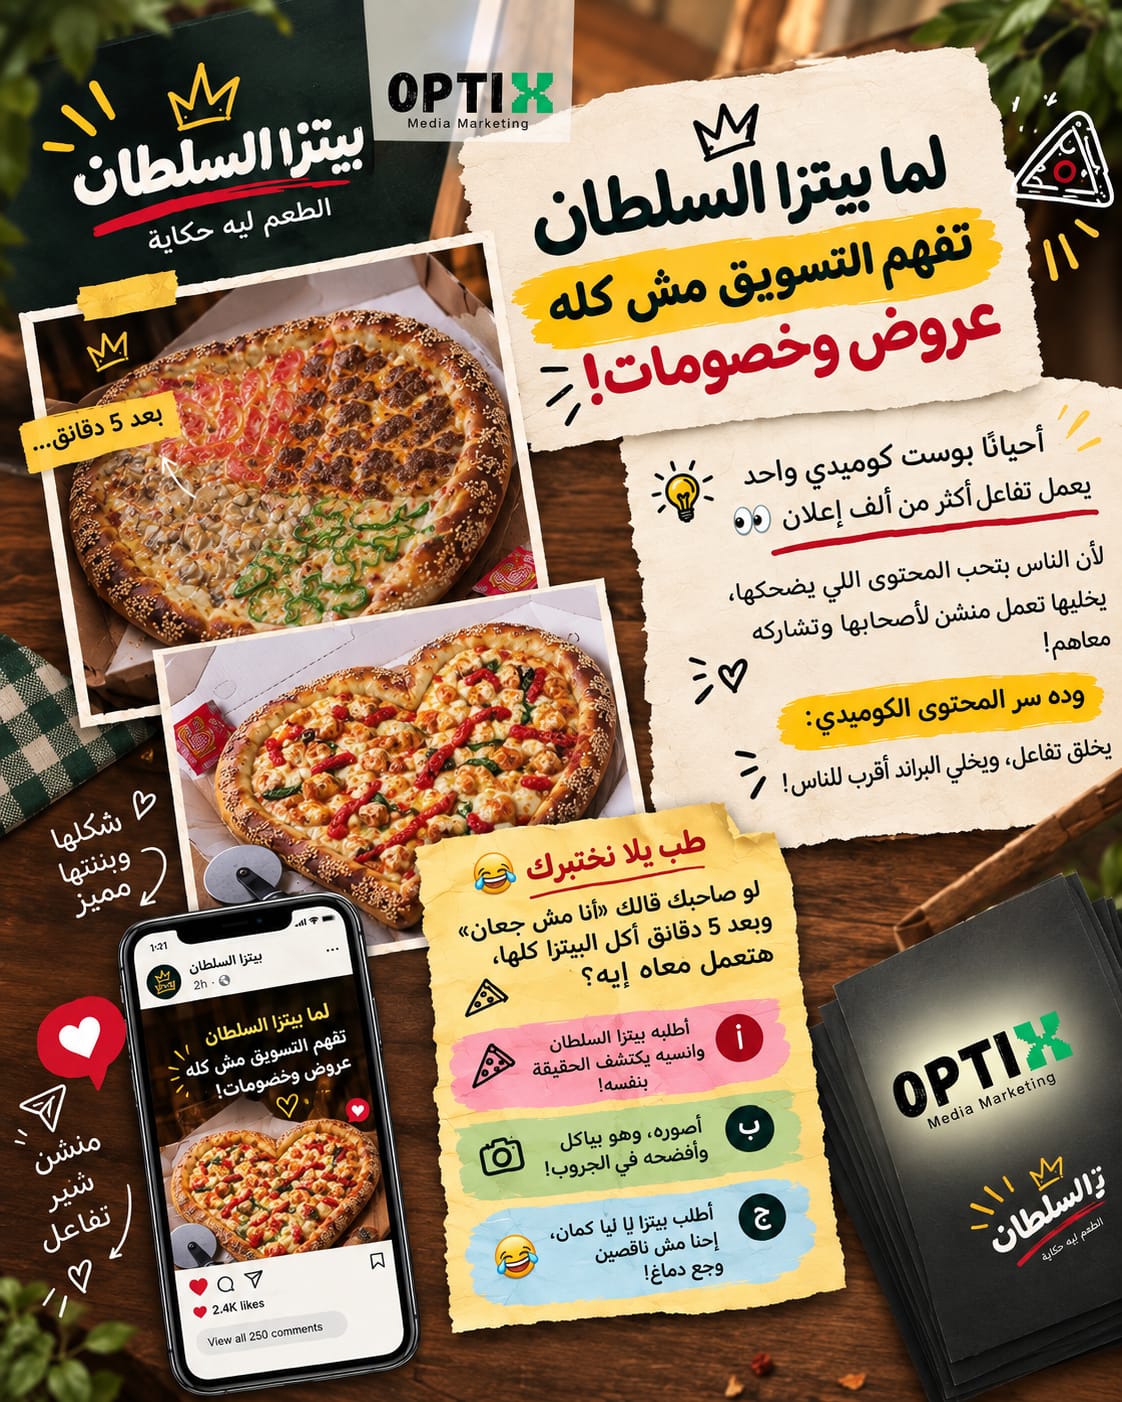 بيتزا السلطان
الطعم ليه حكاية
OPTIX
Media Marketing
لما بيتزا السلطان
تفهم التسويق مش كله
عروض وخصومات!
بعد 5 دقائق...
أحيانًا بوست كوميدي واحد
يعمل تفاعل أكثر من ألف إعلان
لأن الناس بتحب المحتوى اللي يضحكها،
يخليها تعمل منشن لأصحابها وتشاركه
معاهم!
وده سر المحتوى الكوميدي:
يخلق تفاعل، ويخلي البراند أقرب للناس!
شكلها
وبننتها
مميز
طب يلا نختبرك
لو صاحبك قالك «أنا مش جعان»
وبعد 5 دقائق أكل البيتزا كلها،
هتعمل معاه إيه؟
أ
أطلبه بيتزا السلطان
وانسيه يكتشف الحقيقة
بنفسه!
ب
أصوره، وهو بياكل
وأفضحه في الجروب!
ج
أطلب بيتزا يا ليا كمان،
إحنا مش ناقصين
وجع دماغ!
1:21
بيتزا السلطان
2h
لما بيتزا السلطان
تفهم التسويق مش كله
عروض وخصومات!
2.4K likes
View all 250 comments
منشن
شير
تفاعل
OPTIX
Media Marketing
السلطان
الطعم ليه حكاية